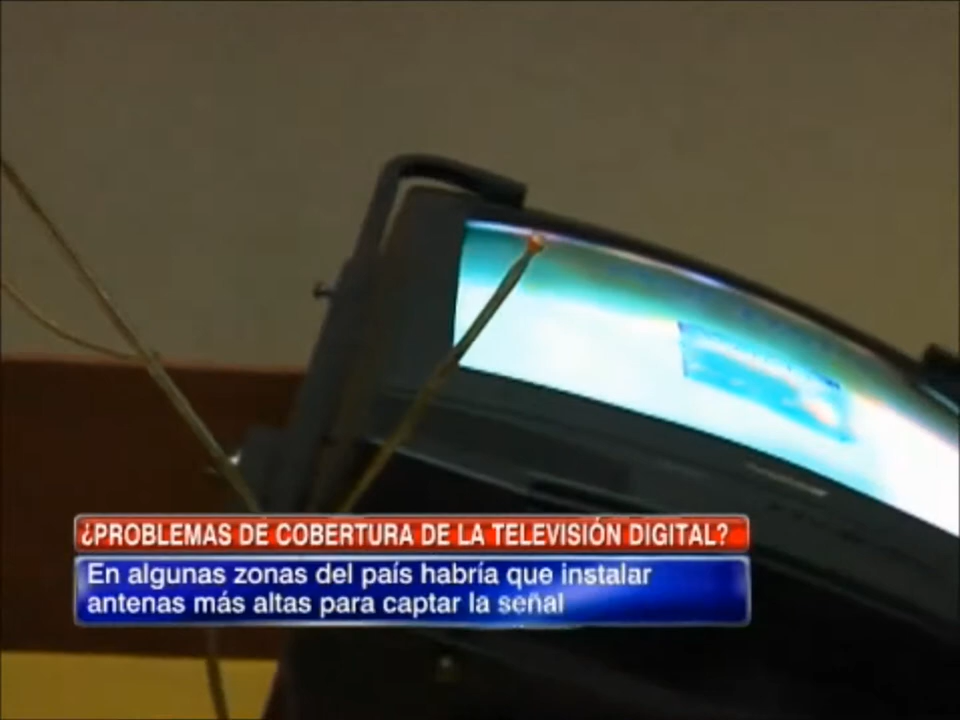 ¿PROBLEMAS DE COBERTURA DE LA TELEVISIÓN DIGITAL?
En algunas zonas del país habría que instalar
antenas más altas para captar la señal